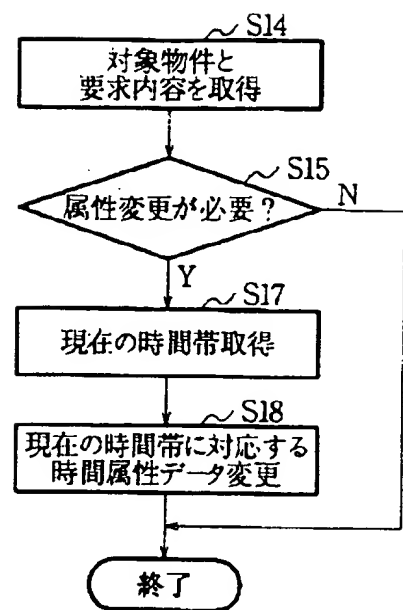 S14
対象物件と
要求内容を取得
S15
属性変更が必要?
N
Y
S17
現在の時間帯取得
S18
現在の時間帯に対応する
時間属性データ変更
終了